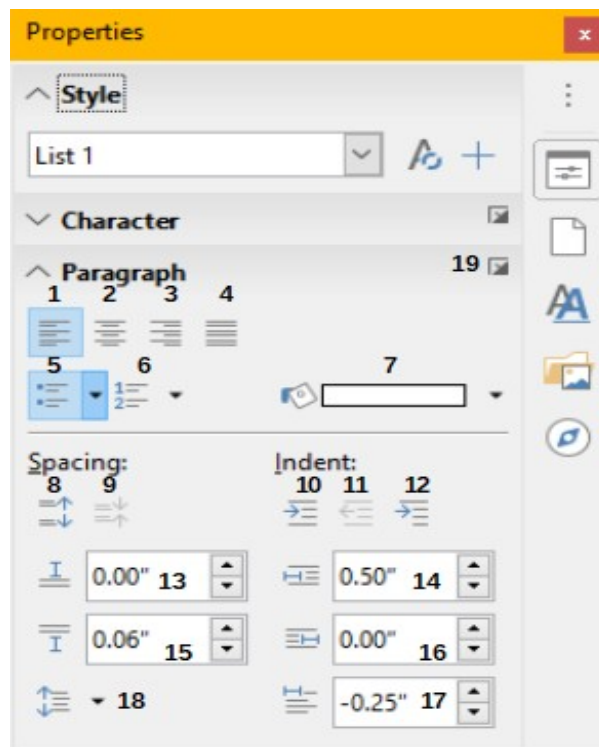 Properties
Style
List 1
Character
Paragraph 19
1 2 3 4
5 6 7
Spacing: Indent:
8 9 10 11 12
0.00" 13 0.50" 14
0.06" 15 0.00" 16
18 -0.25" 17